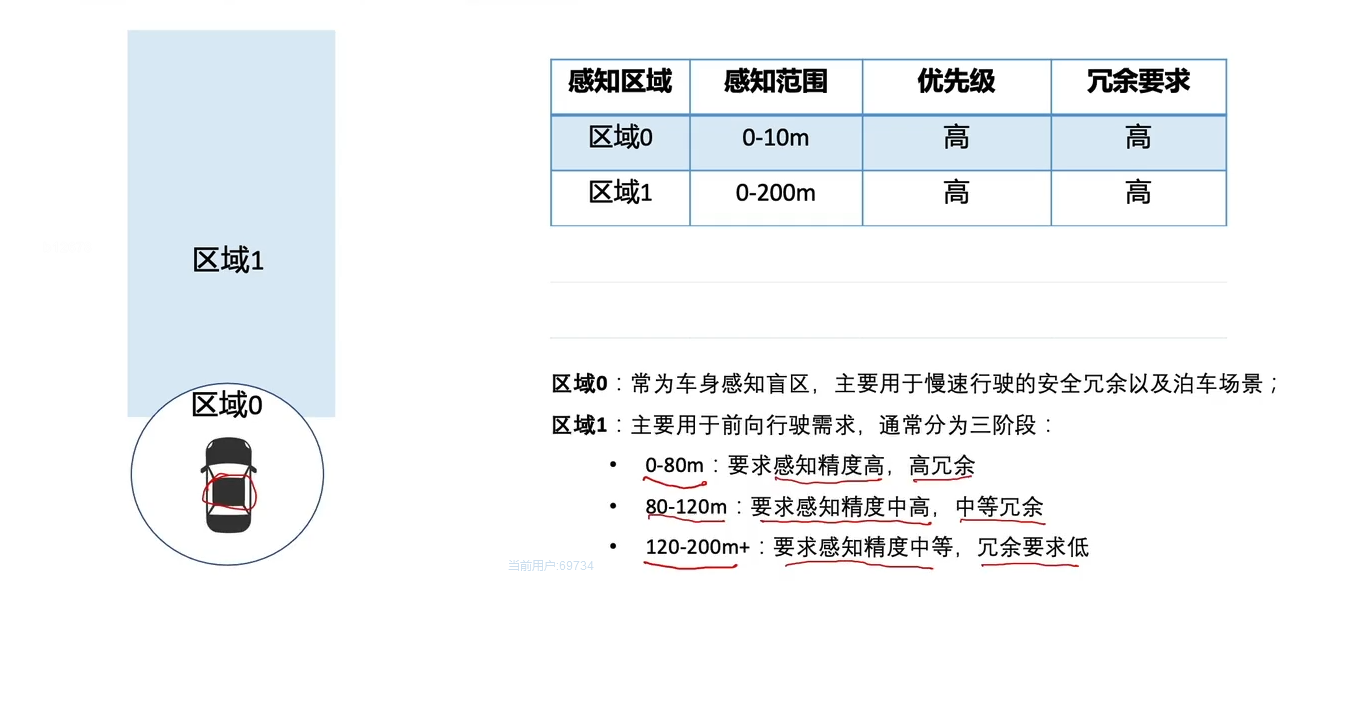 区域1
区域0
感知区域 感知范围 优先级 冗余要求
区域0 0-10m 高 高
区域1 0-200m 高 高
区域0：常为车身感知盲区，主要用于慢速行驶的安全冗余以及泊车场景；
区域1：主要用于前向行驶需求，通常分为三阶段：
• 0-80m：要求感知精度高，高冗余
• 80-120m：要求感知精度中高，中等冗余
• 120-200m+：要求感知精度中等，冗余要求低
当前用户:69734